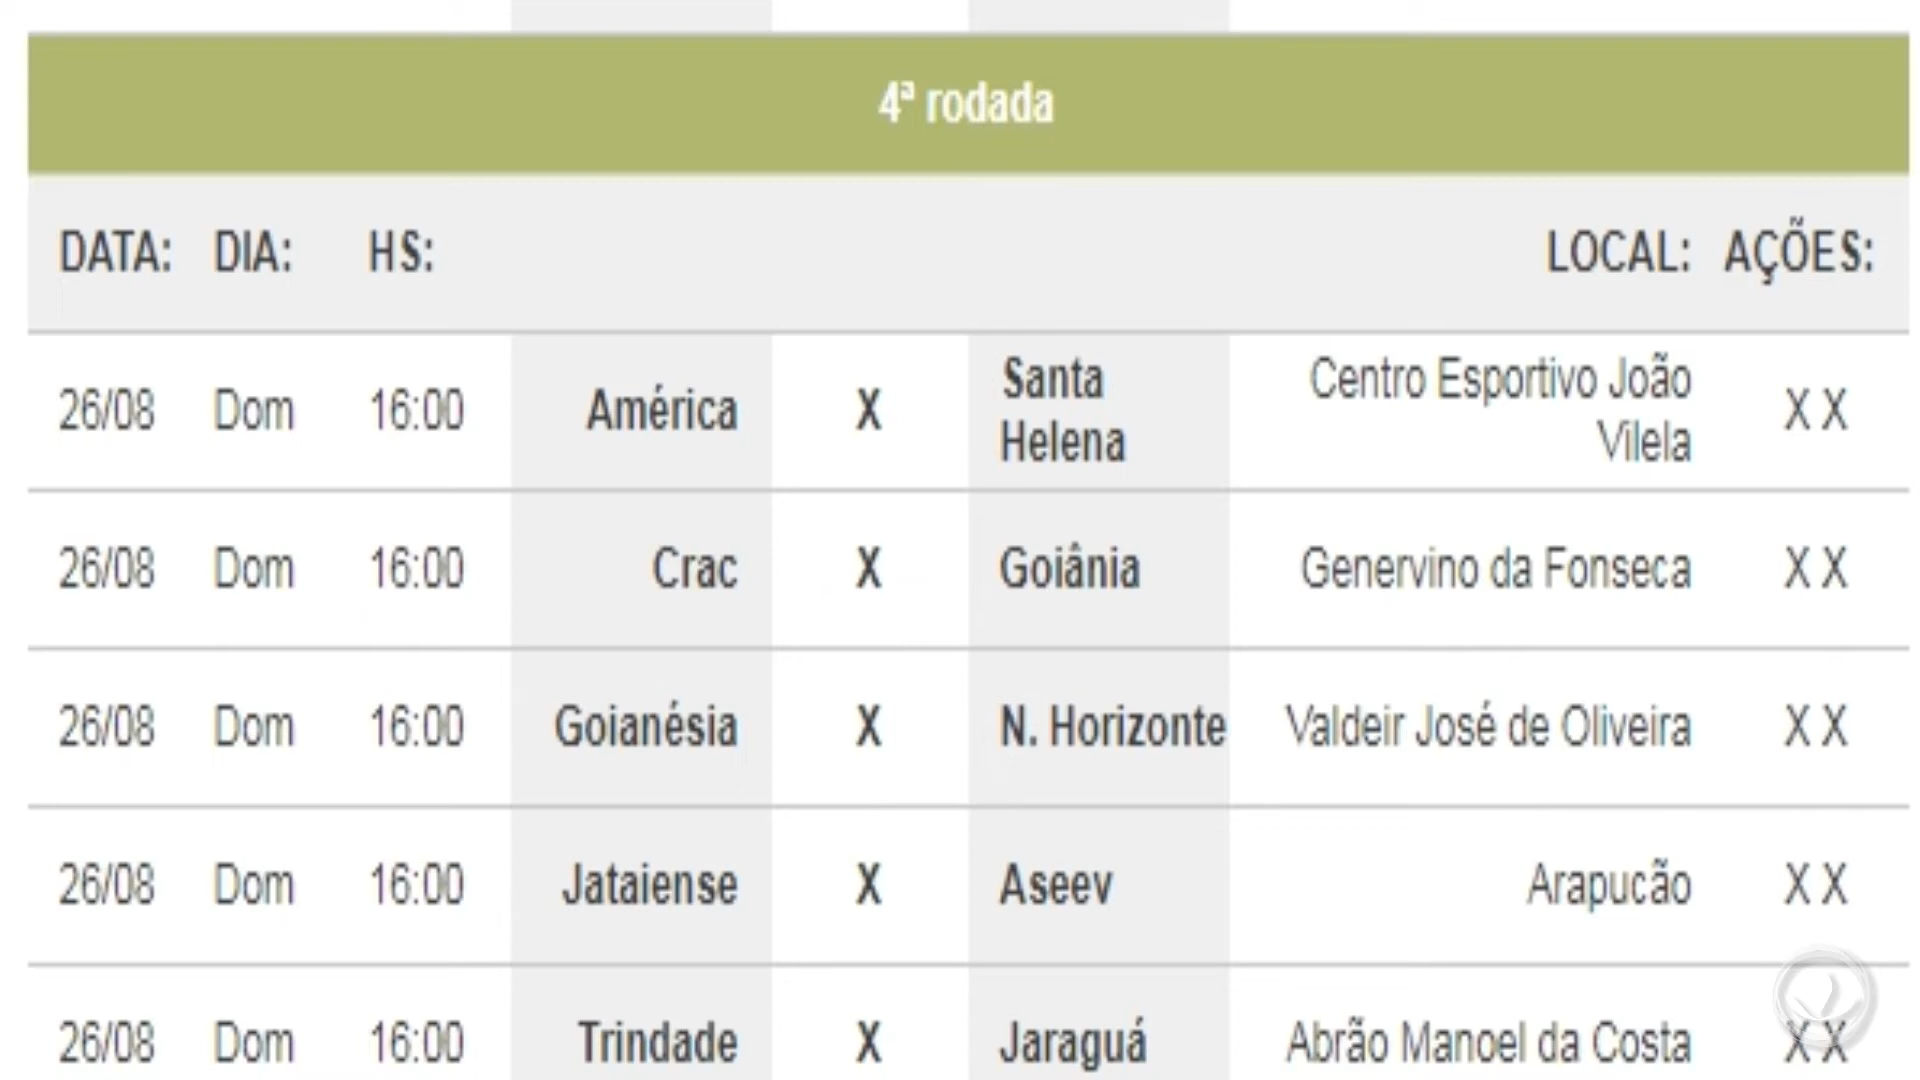 4ª rodada
DATA: DIA: HS: LOCAL: AÇÕES:
26/08 Dom 16:00 América X Santa Helena Centro Esportivo João Vilela X X
26/08 Dom 16:00 Crac X Goiânia Genervino da Fonseca X X
26/08 Dom 16:00 Goianésia X N. Horizonte Valdeir José de Oliveira X X
26/08 Dom 16:00 Jataiense X Aseev Arapucão X X
26/08 Dom 16:00 Trindade X Jaraguá Abrão Manoel da Costa X X